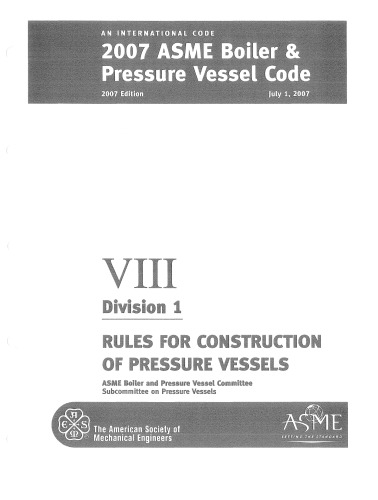 AN INTERNATIONAL CODE
2007 ASME Boiler &
Pressure Vessel Code
2007 Edition July 1, 2007
VIII
Division 1
RULES FOR CONSTRUCTION
OF PRESSURE VESSELS
ASME Boiler and Pressure Vessel Committee
Subcommittee on Pressure Vessels
A
E S
M
The American Society of
Mechanical Engineers
ASME
SETTING THE STANDARD